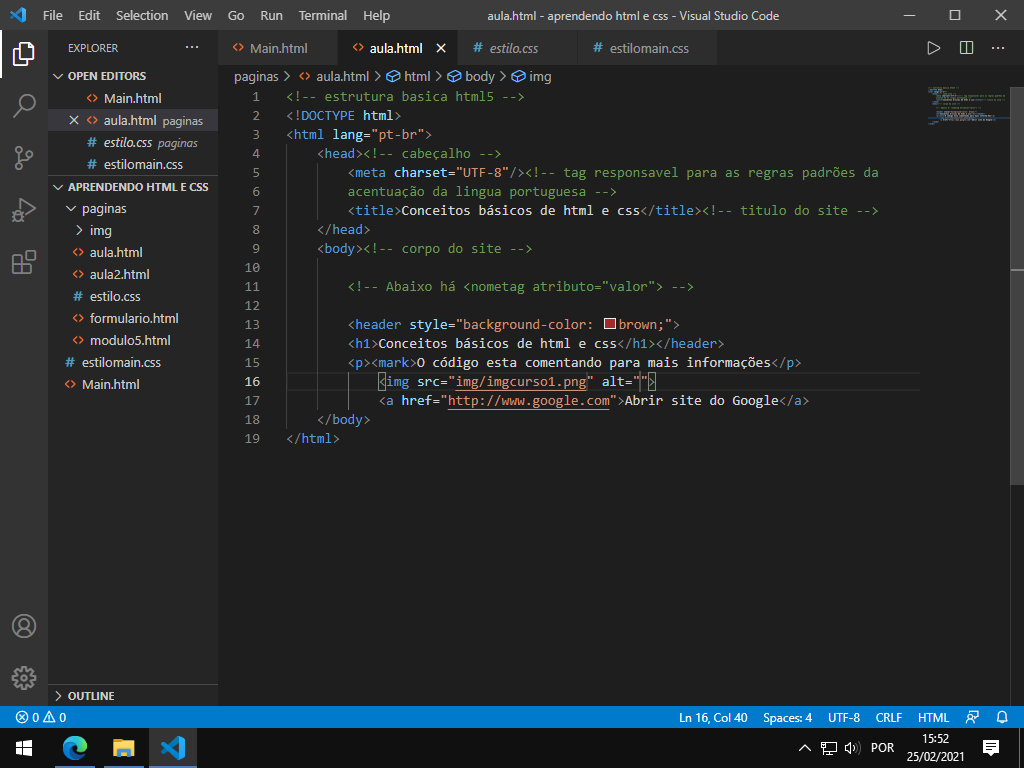 File Edit Selection View Go Run Terminal Help aula.html - aprendendo html e css - Visual Studio Code
EXPLORER ···
OPEN EDITORS
Main.html
aula.html paginas
estilo.css paginas
estilomain.css
APRENDENDO HTML E CSS
paginas
img
aula.html
aula2.html
estilo.css
formulario.html
modulo5.html
estilomain.css
Main.html
OUTLINE
Main.html aula.html estilo.css estilomain.css
paginas > aula.html > html > body > img
1 <!-- estrutura basica html5 -->
2 <!DOCTYPE html>
3 <html lang="pt-br">
4 <head><!-- cabeçalho -->
5 <meta charset="UTF-8"/><!-- tag responsavel para as regras padrões da
6 acentuação da lingua portuguesa -->
7 <title>Conceitos básicos de html e css</title><!-- titulo do site -->
8 </head>
9 <body><!-- corpo do site -->
10
11 <!-- Abaixo há <nometag atributo="valor"> -->
12
13 <header style="background-color: brown;">
14 <h1>Conceitos básicos de html e css</h1></header>
15 <p><mark>O código esta comentando para mais informações</p>
16 <img src="img/imgcurso1.png" alt="">
17 <a href="http://www.google.com">Abrir site do Google</a>
18 </body>
19 </html>
0 0 Ln 16, Col 40 Spaces: 4 UTF-8 CRLF HTML
POR 15:52
25/02/2021